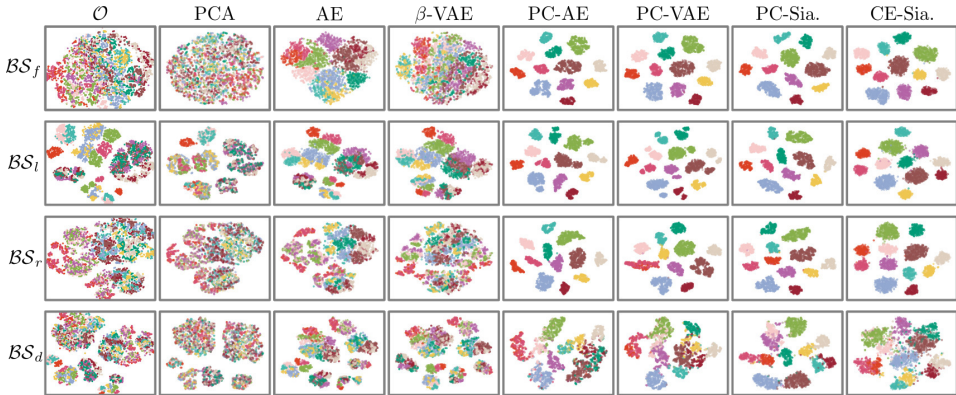 𝒪 PCA AE β-VAE PC-AE PC-VAE PC-Sia. CE-Sia.
ℬ𝒮_f
ℬ𝒮_l
ℬ𝒮_r
ℬ𝒮_d